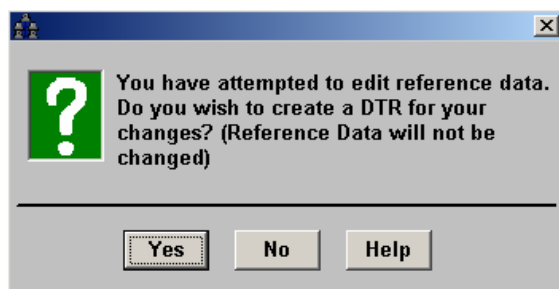 You have attempted to edit reference data.
Do you wish to create a DTR for your
changes? (Reference Data will not be
changed)
Yes No Help